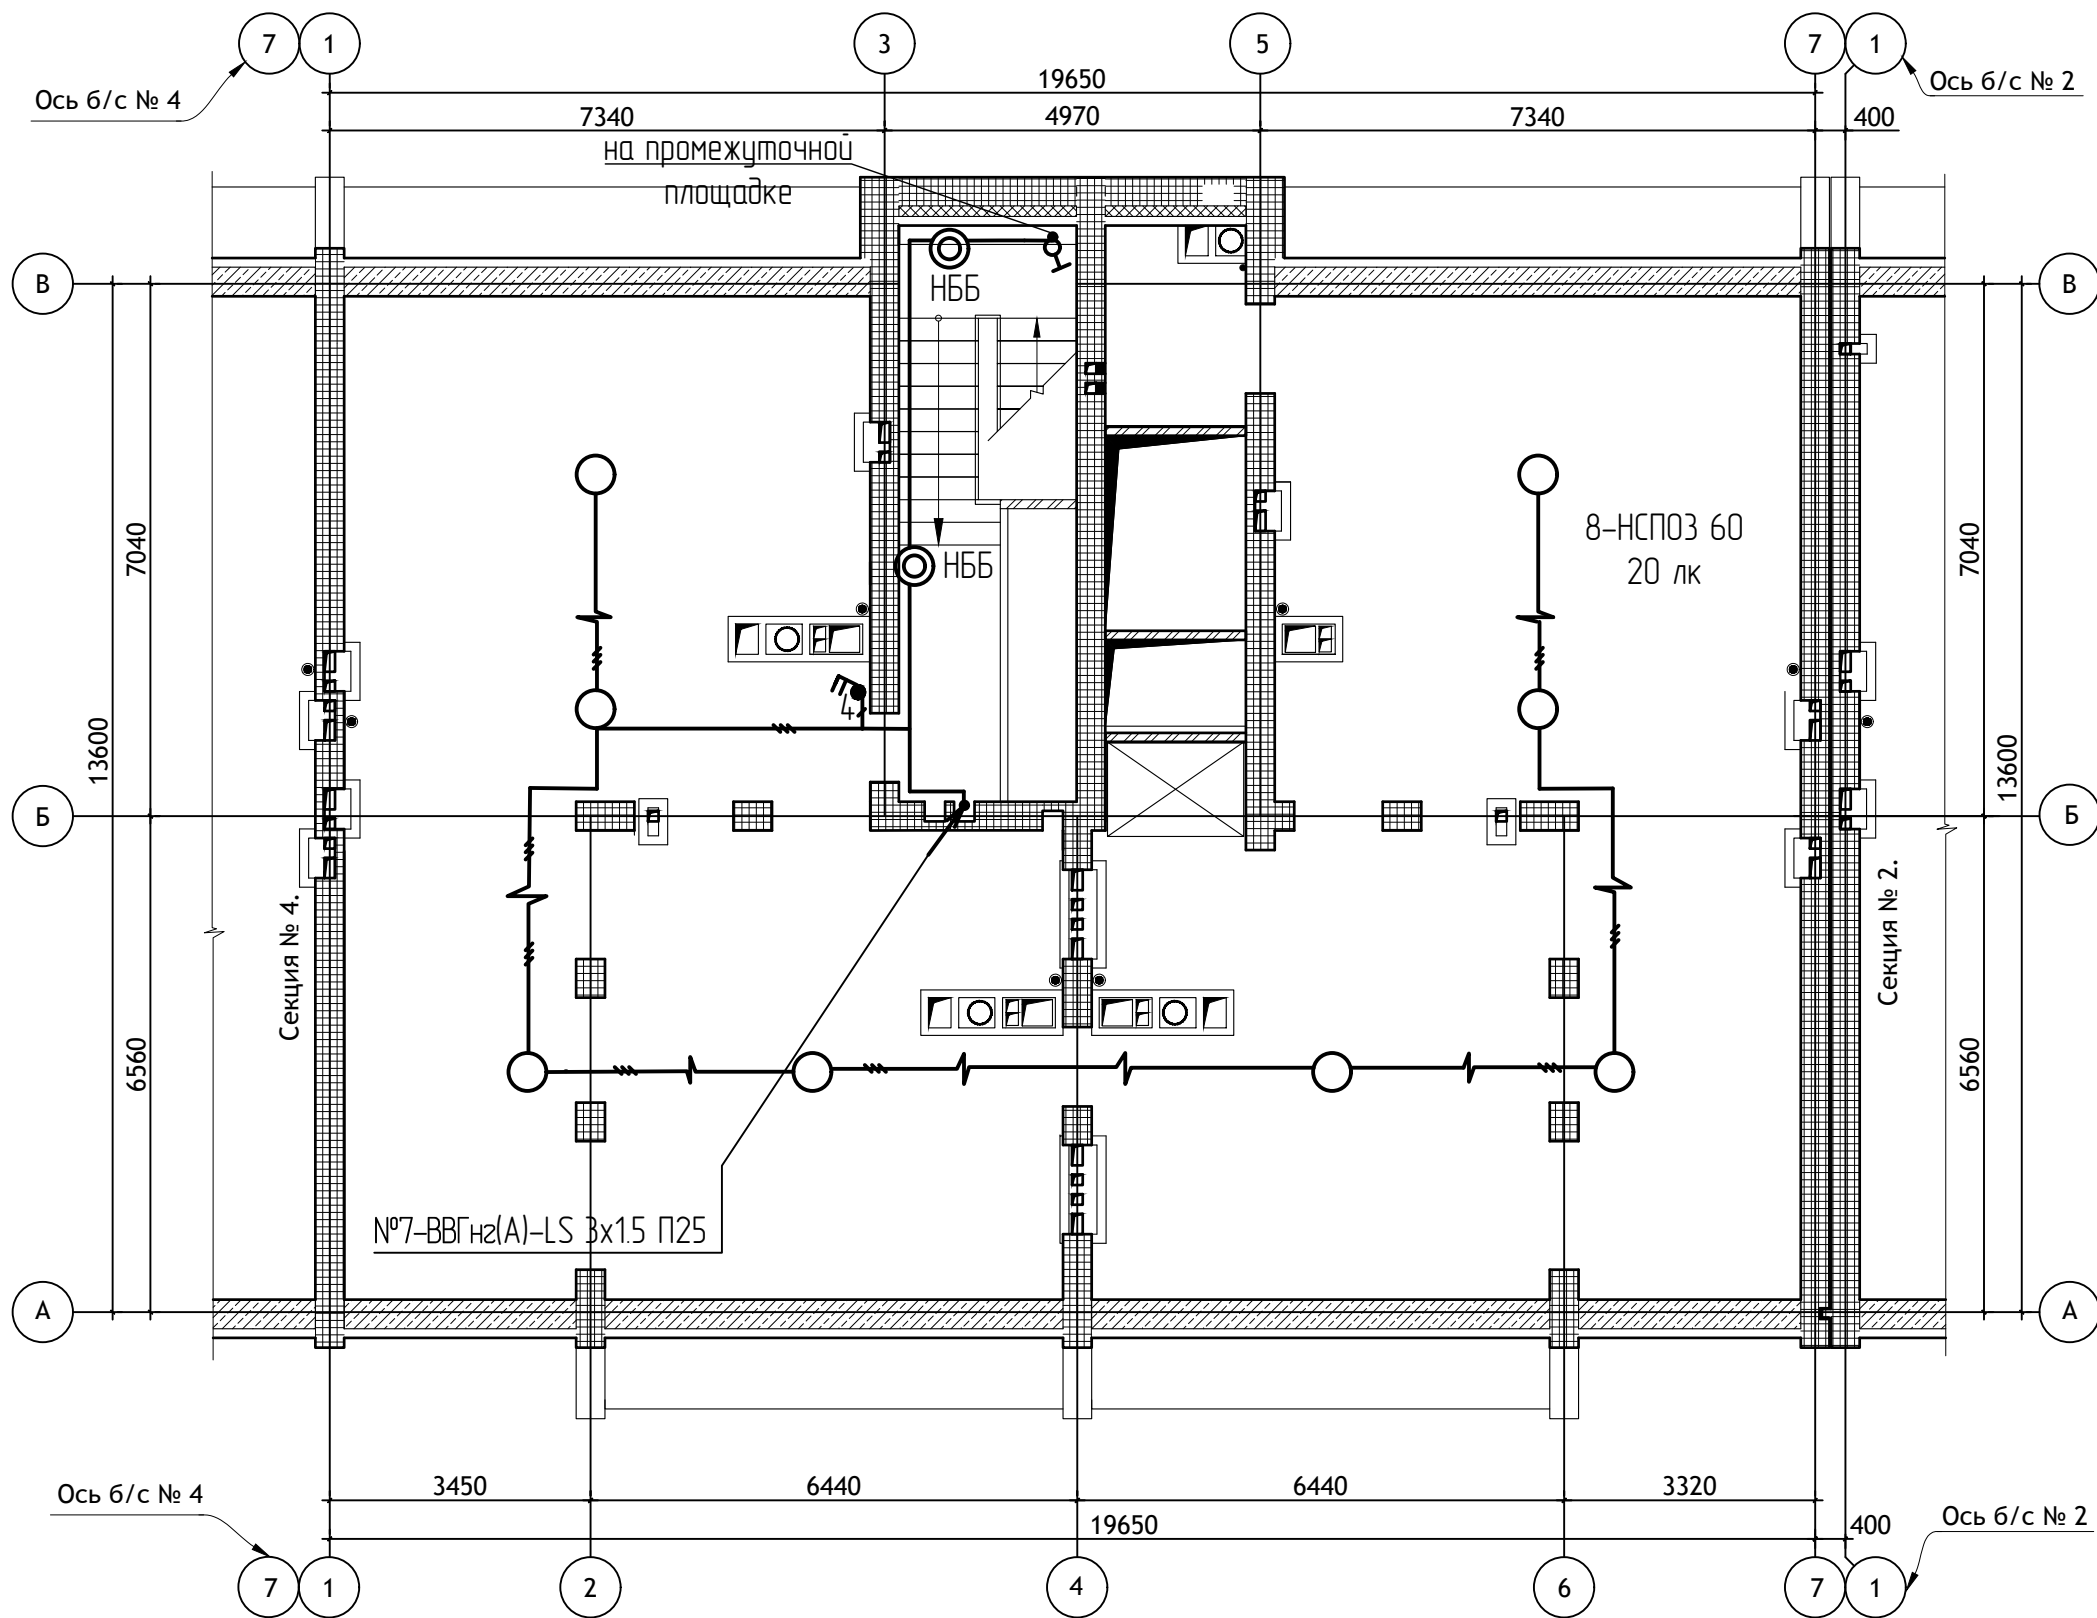 7 1 3 5 7 1
Ось б/с № 4
19650
Ось б/с № 2
7340 4970 7340 400
на промежуточной
площадке
В В
НББ
7040 7040
8-НСПОЗ 60
20 лк
НББ
4
13600 13600
Б Б
Секция № 4.
Секция № 2.
6560 6560
№7-ВВГнг(А)-LS 3х1.5 П25
А А
3450 6440 6440 3320
Ось б/с № 4
19650 400
Ось б/с № 2
7 1 2 4 6 7 1